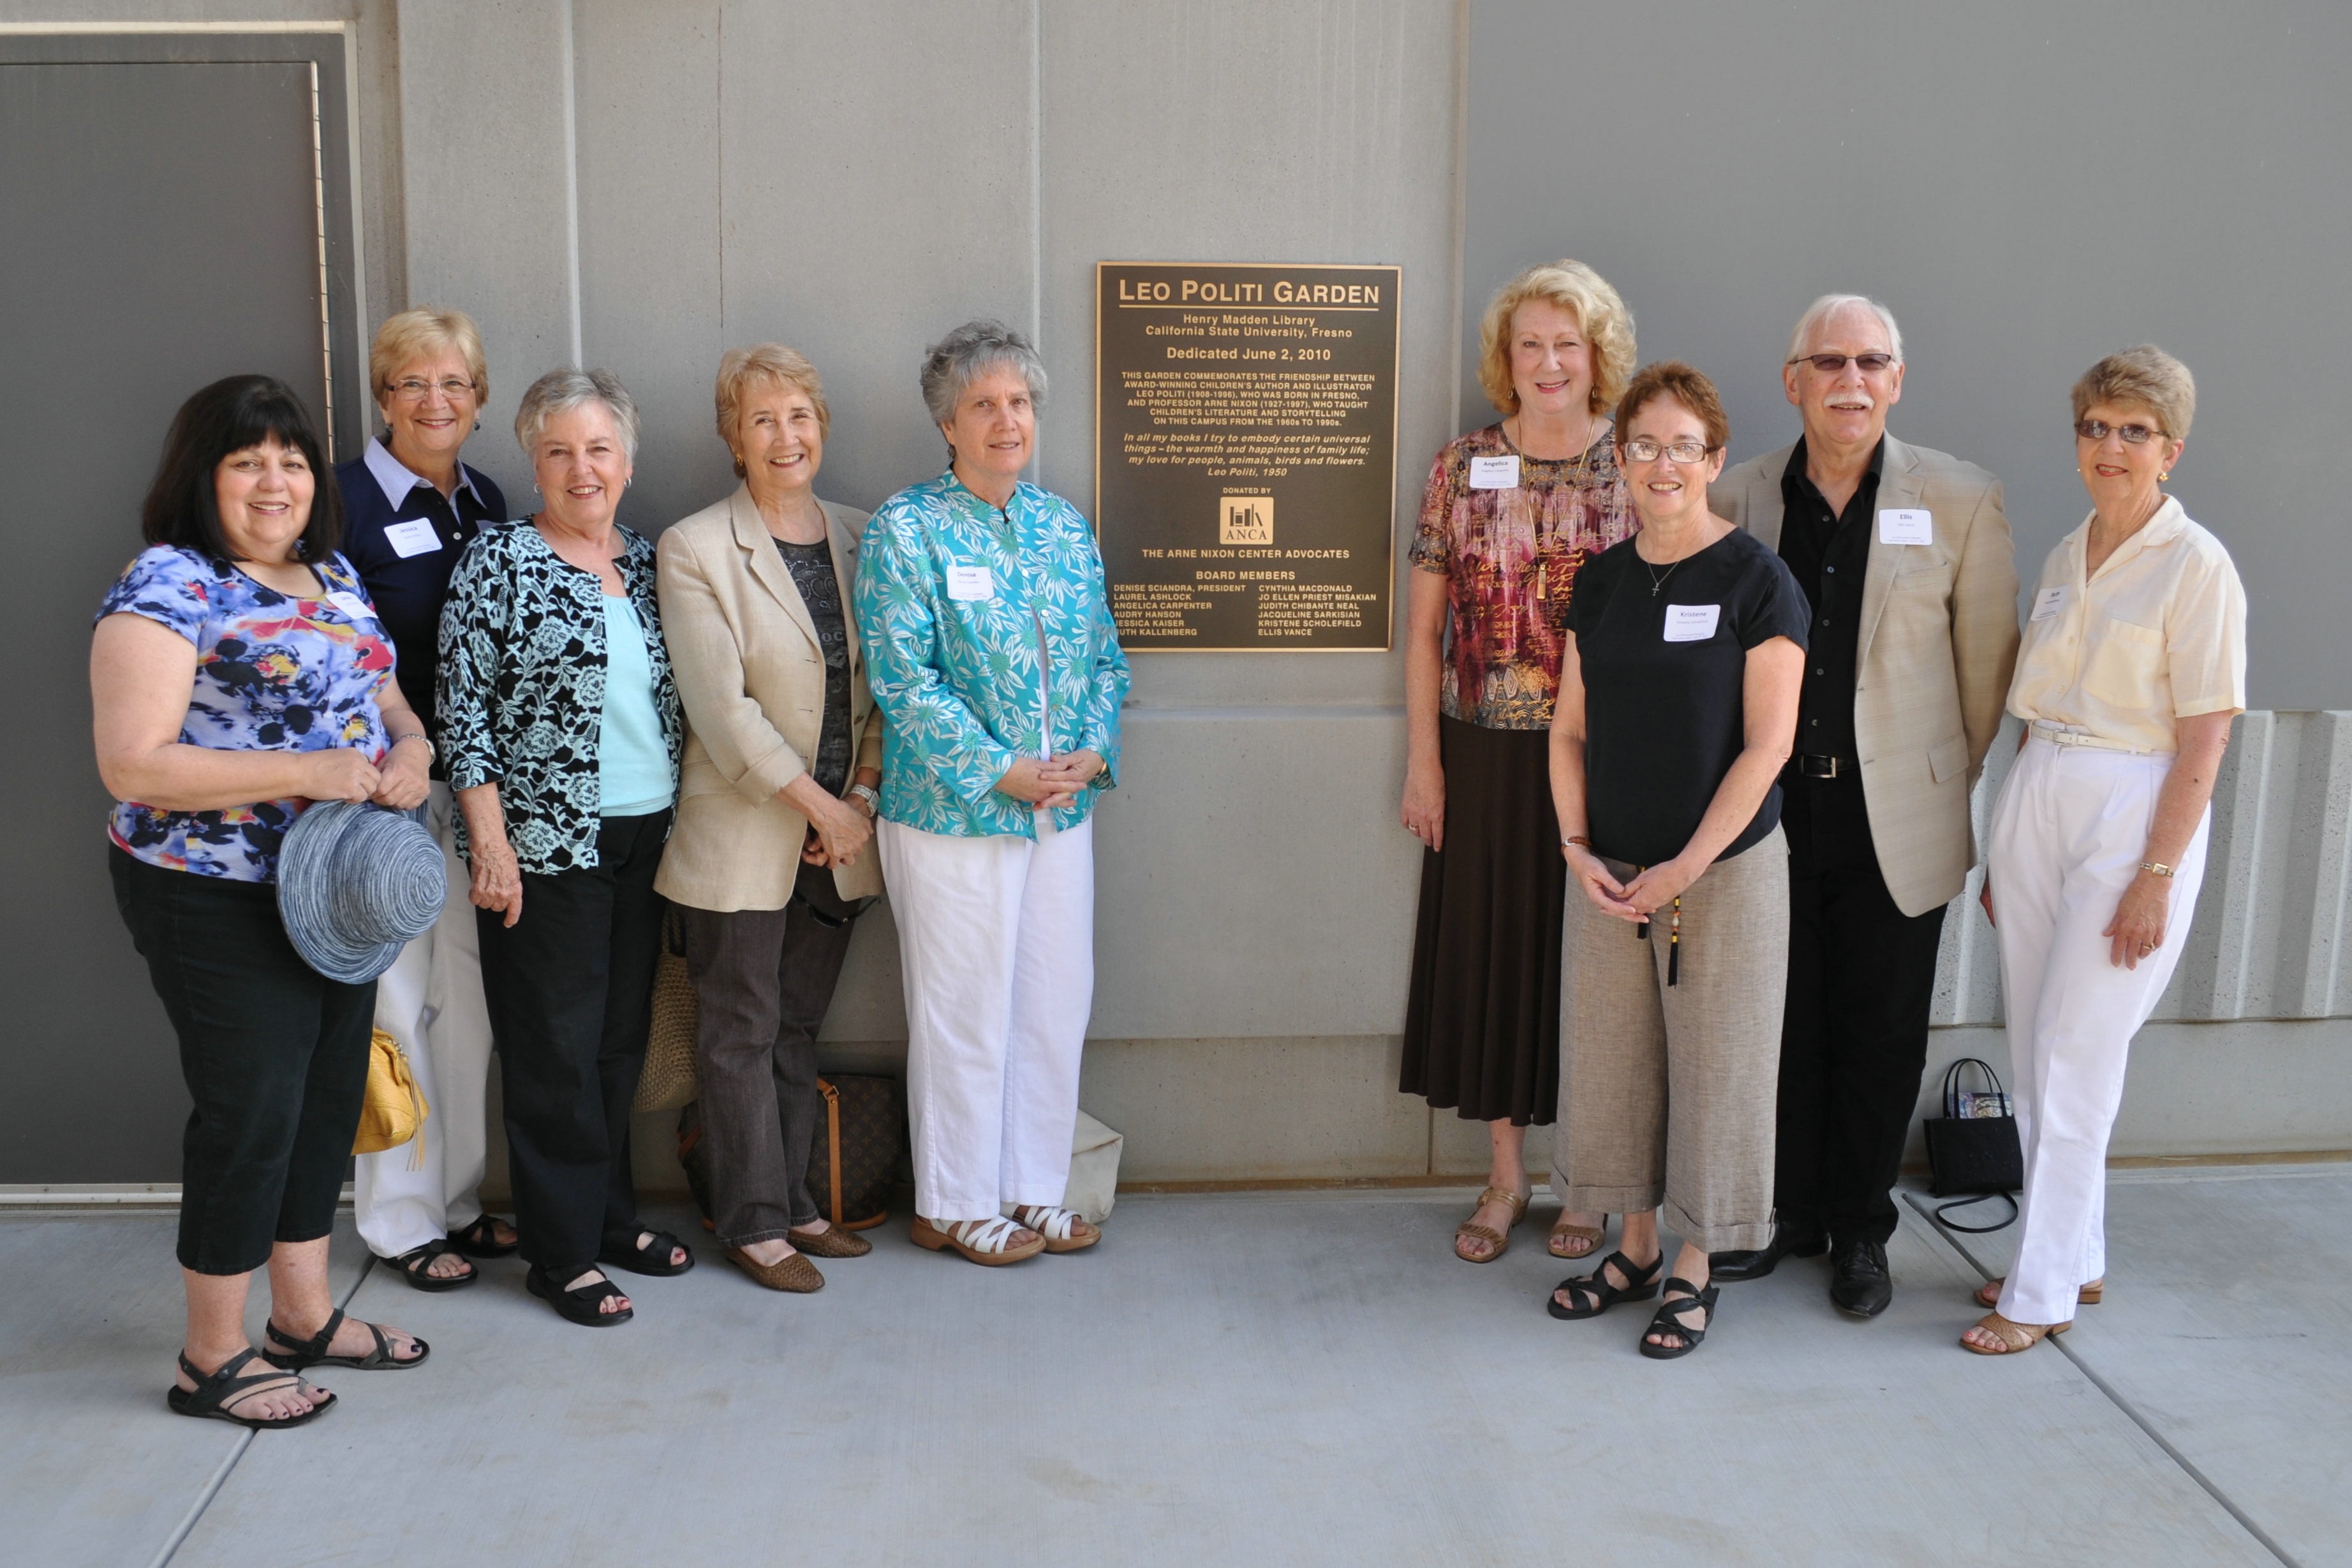 LEO POLITI GARDEN
Henry Madden Library
California State University, Fresno
Dedicated June 2, 2010
THIS GARDEN COMMEMORATES THE FRIENDSHIP BETWEEN
AWARD-WINNING CHILDREN'S AUTHOR AND ILLUSTRATOR
LEO POLITI (1908-1996), WHO WAS BORN IN FRESNO,
AND PROFESSOR ARNE NIXON (1927-1997), WHO TAUGHT
CHILDREN'S LITERATURE AND STORYTELLING
ON THIS CAMPUS FROM THE 1960s TO 1990s.
In all my books I try to embody certain universal
things – the warmth and happiness of family life;
my love for people, animals, birds and flowers.
Leo Politi, 1950
DONATED BY
ANCA
THE ARNE NIXON CENTER ADVOCATES
BOARD MEMBERS
DENISE SCIANDRA, PRESIDENT
LAUREL ASHLOCK
ANGELICA CARPENTER
AUDRY HANSON
JESSICA KAISER
RUTH KALLENBERG
CYNTHIA MACDONALD
JO ELLEN PRIEST MISAKIAN
JUDITH CHIBANTE NEAL
JACQUELINE SARKISIAN
KRISTENE SCHOLEFIELD
ELLIS VANCE
Jessica
Denise
Angelica
Kristene
Ellis